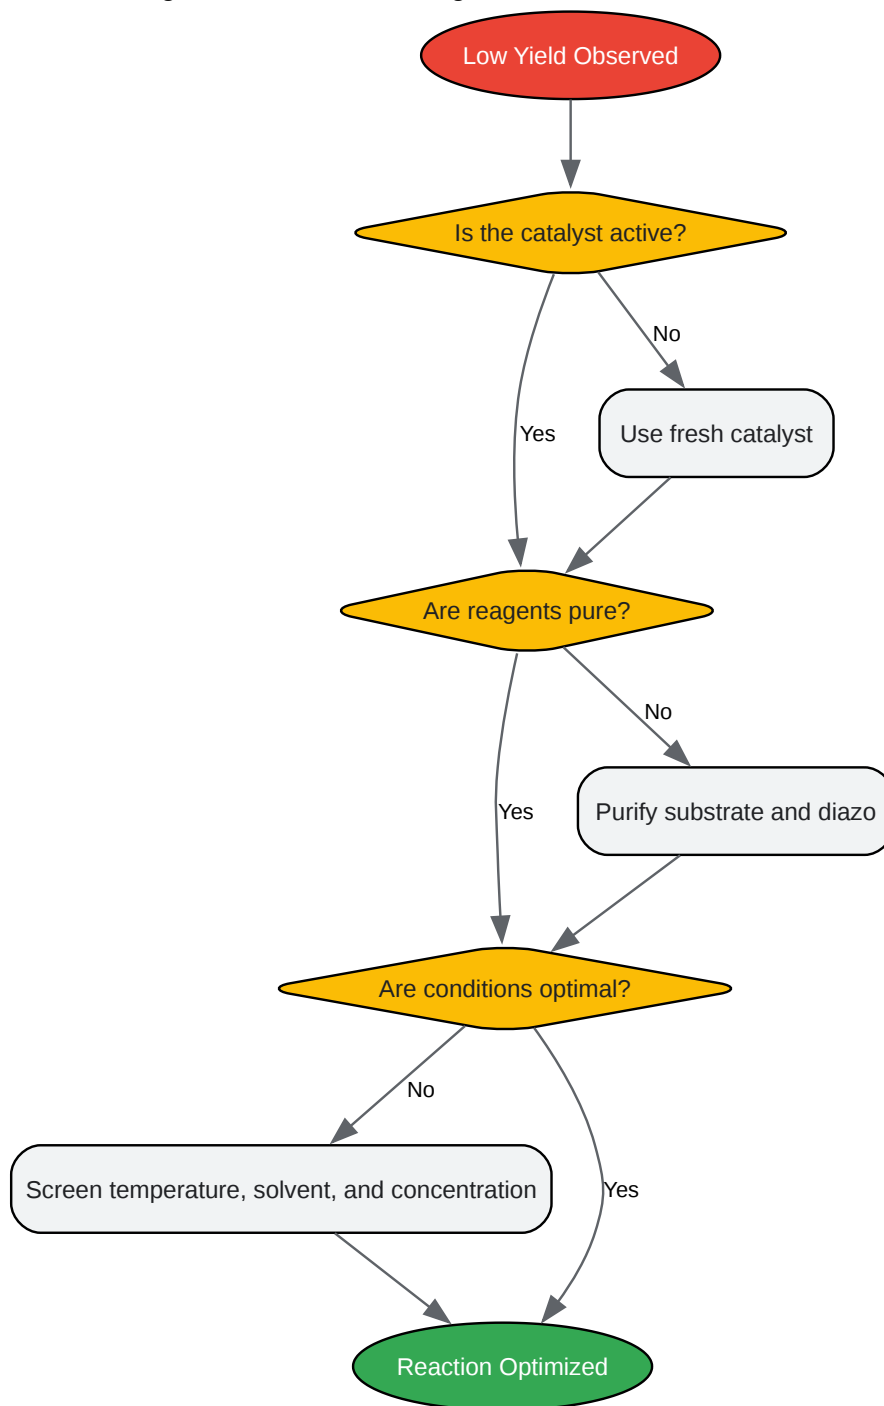 Low Yield Observed
Is the catalyst active?
No
Use fresh catalyst
Yes
Are reagents pure?
No
Purify substrate and diazo
Yes
Are conditions optimal?
No
Screen temperature, solvent, and concentration
Yes
Reaction Optimized